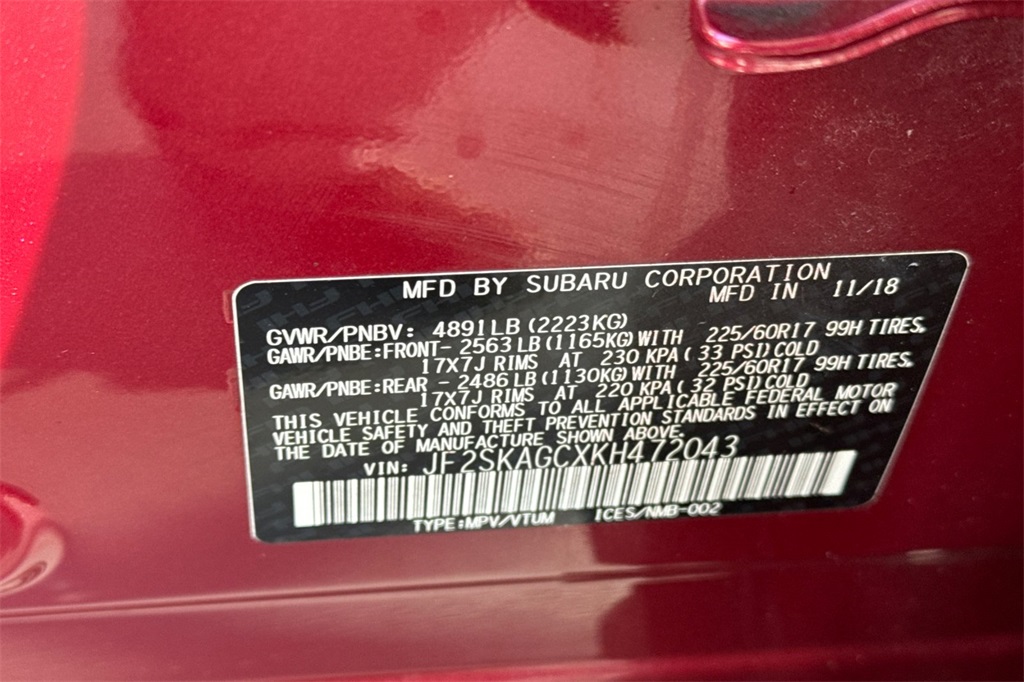 MFD BY SUBARU CORPORATION
MFD IN 11/18
GVWR/PNBV: 4891LB (2223KG)
GAWR/PNBE:FRONT- 2563LB (1165KG) WITH 225/60R17 99H TIRES,
17X7J RIMS AT 230 KPA ( 33 PSI) COLD
GAWR/PNBE:REAR - 2486LB (1130KG) WITH 225/60R17 99H TIRES,
17X7J RIMS AT 220 KPA ( 32 PSI) COLD
THIS VEHICLE CONFORMS TO ALL APPLICABLE FEDERAL MOTOR
VEHICLE SAFETY AND THEFT PREVENTION STANDARDS IN EFFECT ON
THE DATE OF MANUFACTURE SHOWN ABOVE.
VIN: JF2SKAGCXKH472043
TYPE:MPV/VTUM ICES/NMB-002